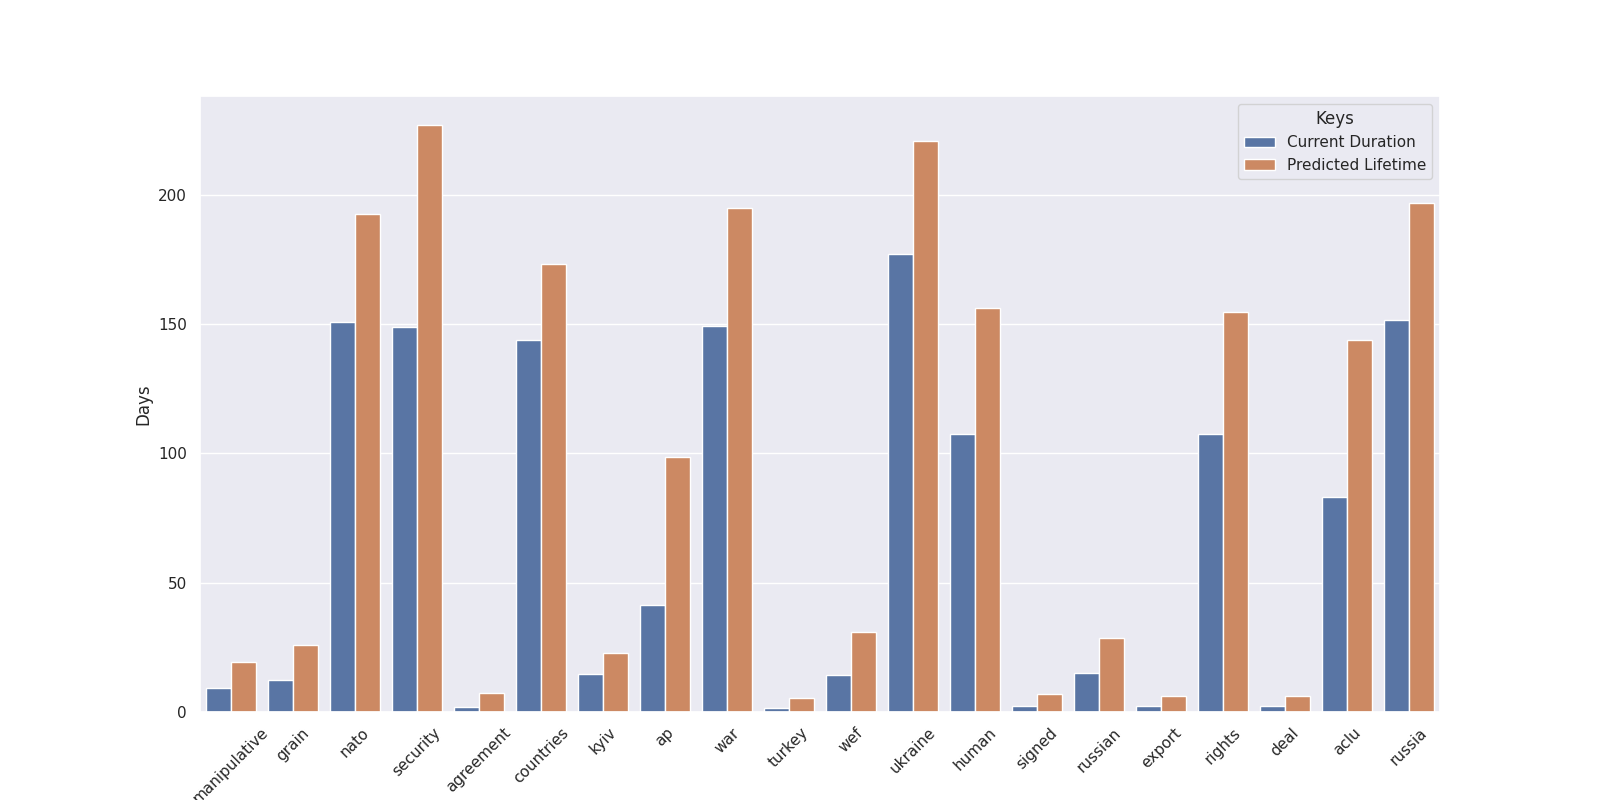 Keys
Current Duration
Predicted Lifetime
Days
200
150
100
50
0
manipulative
grain
nato
security
agreement
countries
kyiv
ap
war
turkey
wef
ukraine
human
signed
russian
export
rights
deal
aclu
russia